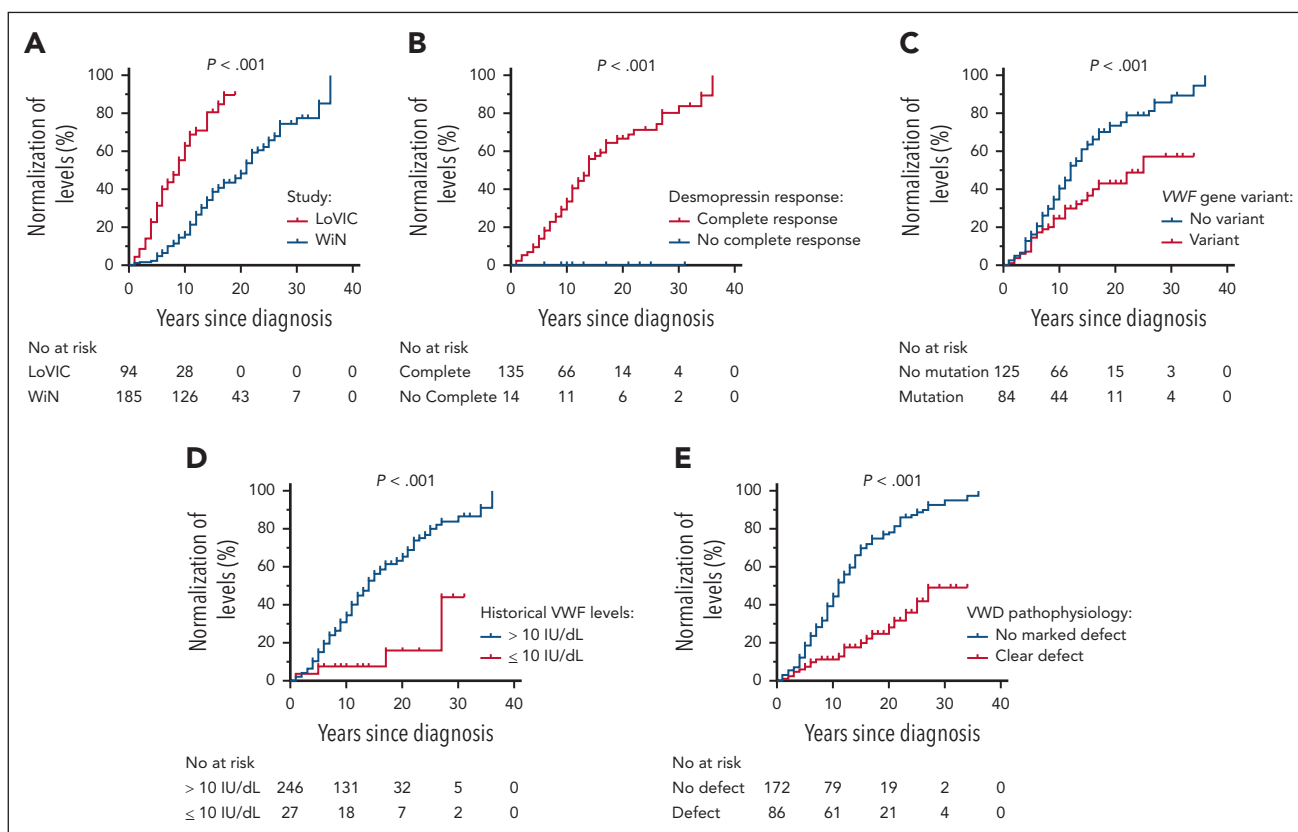 A
P < .001
Normalization of
levels (%)
100
80
60
40
20
0
Study:
LoVIC
WiN
0 10 20 30 40
Years since diagnosis
No at risk
LoVIC 94 28 0 0 0
WiN 185 126 43 7 0
B
P < .001
Normalization of
levels (%)
100
80
60
40
20
0
Desmopressin response:
Complete response
No complete response
0 10 20 30 40
Years since diagnosis
No at risk
Complete 135 66 14 4 0
No Complete 14 11 6 2 0
C
P < .001
Normalization of
levels (%)
100
80
60
40
20
0
VWF gene variant:
No variant
Variant
0 10 20 30 40
Years since diagnosis
No at risk
No mutation 125 66 15 3 0
Mutation 84 44 11 4 0
D
P < .001
Normalization of
levels (%)
100
80
60
40
20
0
Historical VWF levels:
> 10 IU/dL
≤ 10 IU/dL
0 10 20 30 40
Years since diagnosis
No at risk
> 10 IU/dL 246 131 32 5 0
≤ 10 IU/dL 27 18 7 2 0
E
P < .001
Normalization of
levels (%)
100
80
60
40
20
0
VWD pathophysiology:
No marked defect
Clear defect
0 10 20 30 40
Years since diagnosis
No at risk
No defect 172 79 19 2 0
Defect 86 61 21 4 0